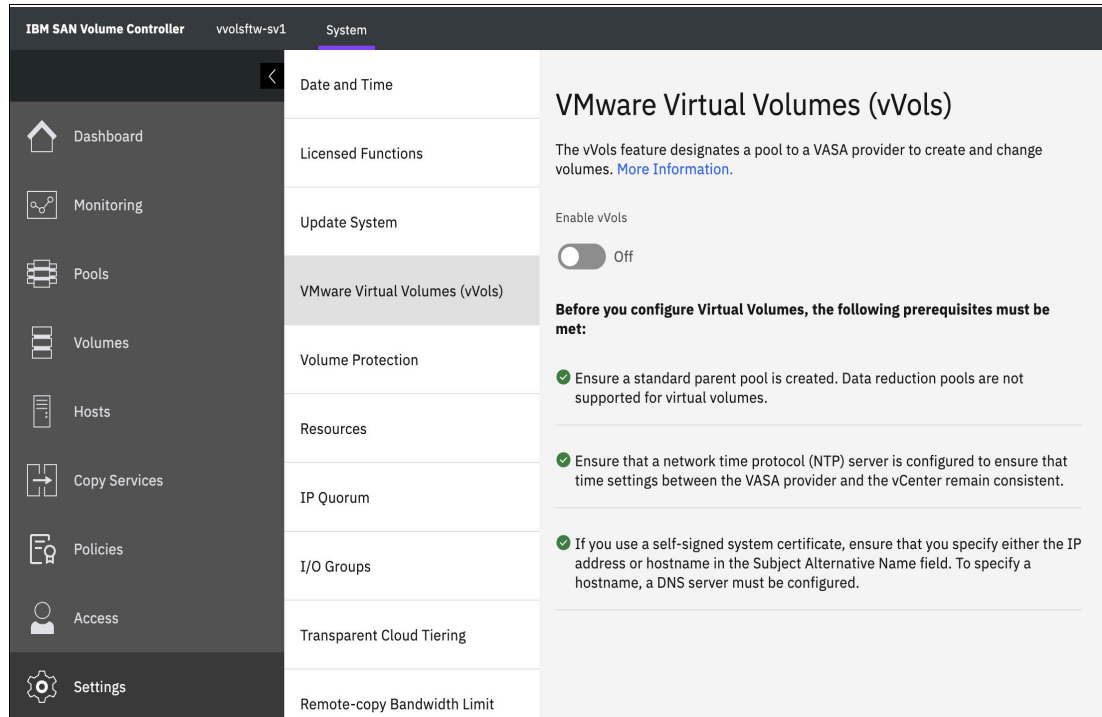 IBM SAN Volume Controller vvolsftw-sv1 System
Dashboard
Monitoring
Pools
Volumes
Hosts
Copy Services
Policies
Access
Settings
Date and Time
Licensed Functions
Update System
VMware Virtual Volumes (vVols)
Volume Protection
Resources
IP Quorum
I/O Groups
Transparent Cloud Tiering
Remote-copy Bandwidth Limit
VMware Virtual Volumes (vVols)
The vVols feature designates a pool to a VASA provider to create and change
volumes. More Information.
Enable vVols
Off
Before you configure Virtual Volumes, the following prerequisites must be
met:
Ensure a standard parent pool is created. Data reduction pools are not
supported for virtual volumes.
Ensure that a network time protocol (NTP) server is configured to ensure that
time settings between the VASA provider and the vCenter remain consistent.
If you use a self-signed system certificate, ensure that you specify either the IP
address or hostname in the Subject Alternative Name field. To specify a
hostname, a DNS server must be configured.